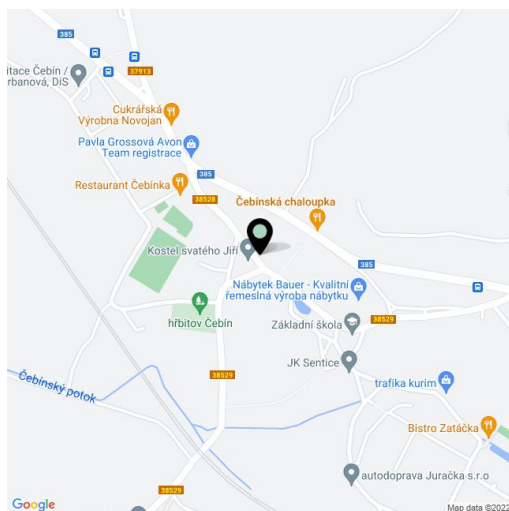 385
itace Čebín /
rbanová, DiS
37913
Cukrářská
Výrobna Novojan
Pavla Grossová Avon
Team registrace
385
Restaurant Čebínka
38528
Čebínská chaloupka
Kostel svatého Jiří
385
Nábytek Bauer - Kvalitní
řemeslná výroba nábytku
hřbitov Čebín
Základní škola
38529
JK Sentice
38529
Čebínský potok
trafika kurim
Bistro Zatáčka
autodoprava Juračka s.r.o
38529
Google
Map data ©2022